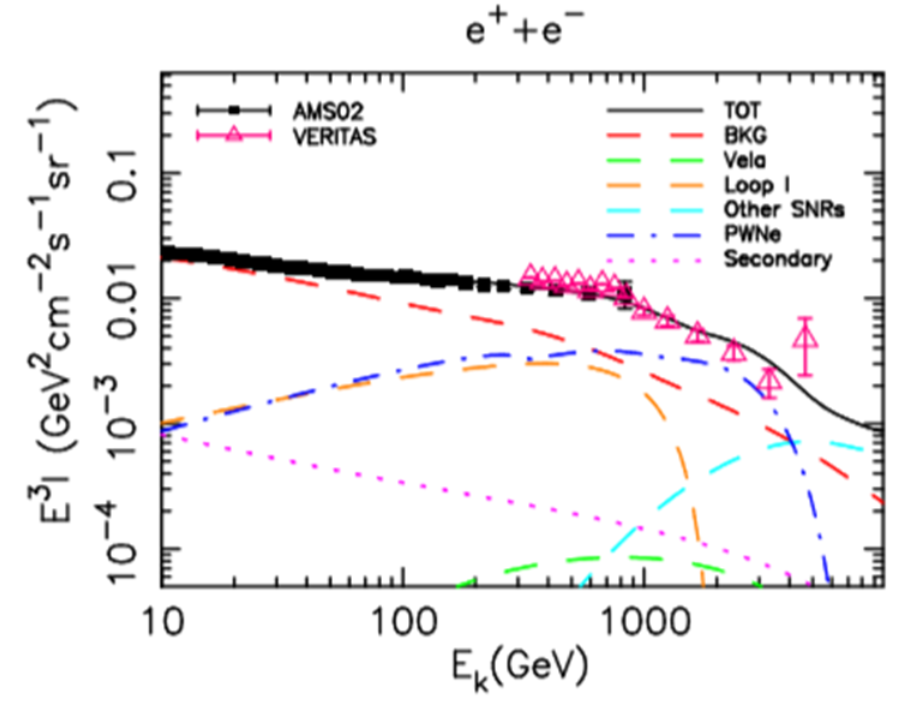 e⁺+e⁻
AMS02
VERITAS
TOT
BKG
Vela
Loop I
Other SNRs
PWNe
Secondary
E³I (GeV²cm⁻²s⁻¹sr⁻¹)
0.1
0.01
10⁻³
10⁻⁴
10 100 1000
Eₖ(GeV)